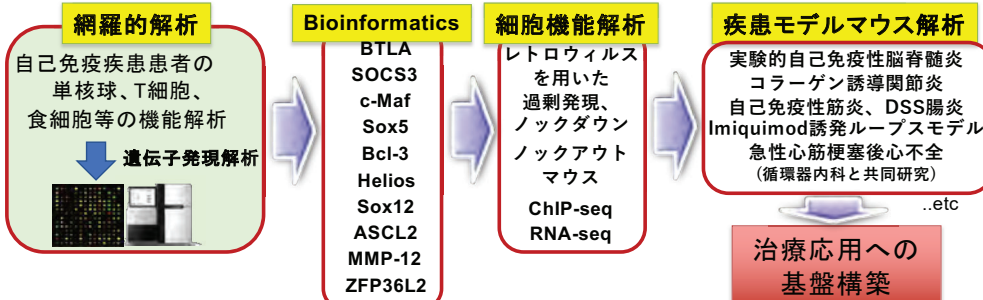 網羅的解析
自己免疫疾患患者の
単核球、T細胞、
食細胞等の機能解析
遺伝子発現解析
Bioinformatics
BTLA
SOCS3
c-Maf
Sox5
Bcl-3
Helios
Sox12
ASCL2
MMP-12
ZFP36L2
細胞機能解析
レトロウィルス
を用いた
過剰発現、
ノックダウン
ノックアウト
マウス
ChIP-seq
RNA-seq
疾患モデルマウス解析
実験的自己免疫性脳脊髄炎
コラーゲン誘導関節炎
自己免疫性筋炎、DSS腸炎
Imiquimod誘発ループスモデル
急性心筋梗塞後心不全
(循環器内科と共同研究)
..etc
治療応用への
基盤構築